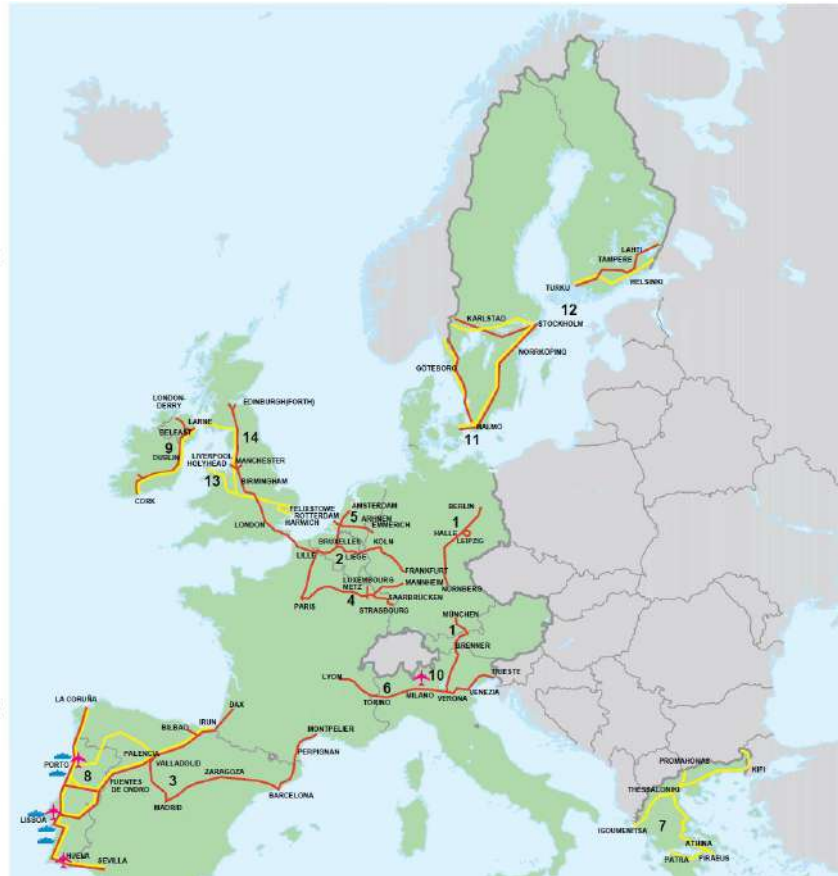 LAHTI
TAMPERE
TURKU
HELSINKI
12
KARLSTAD
STOCKHOLM
NORRKÖPING
GÖTEBORG
MALMO
11
LONDON-
DERRY
EDINBURGH(FORTH)
LARNE
BELFAST
14
9
DUBLIN
LIVERPOOL
HOLYHEAD
MANCHESTER
13
BIRMINGHAM
CORK
FELIXSTOWE
ROTTERDAM
HARWICH
AMSTERDAM
5
ARHNEN
EMMERICH
BERLIN
1
HALLE
LEIPZIG
LONDON
BRUXELLES
KÖLN
LILLE
2
LIEGE
FRANKFURT
LUXEMBOURG
METZ
MANNHEIM
NÜRNBERG
PARIS
4
SAARBRÜCKEN
STRASBOURG
MÜNCHEN
1
BRENNER
LYON
10
TRIESTE
6
MILANO
VERONA
VENEZIA
TORINO
LA CORUÑA
DAX
BILBAO
IRUN
MONTPELIER
PALENCIA
PERPIGNAN
PORTO
VALLADOLID
8
FUENTES
DE ONORO
3
ZARAGOZA
MADRID
BARCELONA
LISBOA
HUELVA
SEVILLA
PROMAHONAS
KIPI
THESSALONIKI
IGOUMENITSA
7
ATHINA
PATRA
PIRAEUS